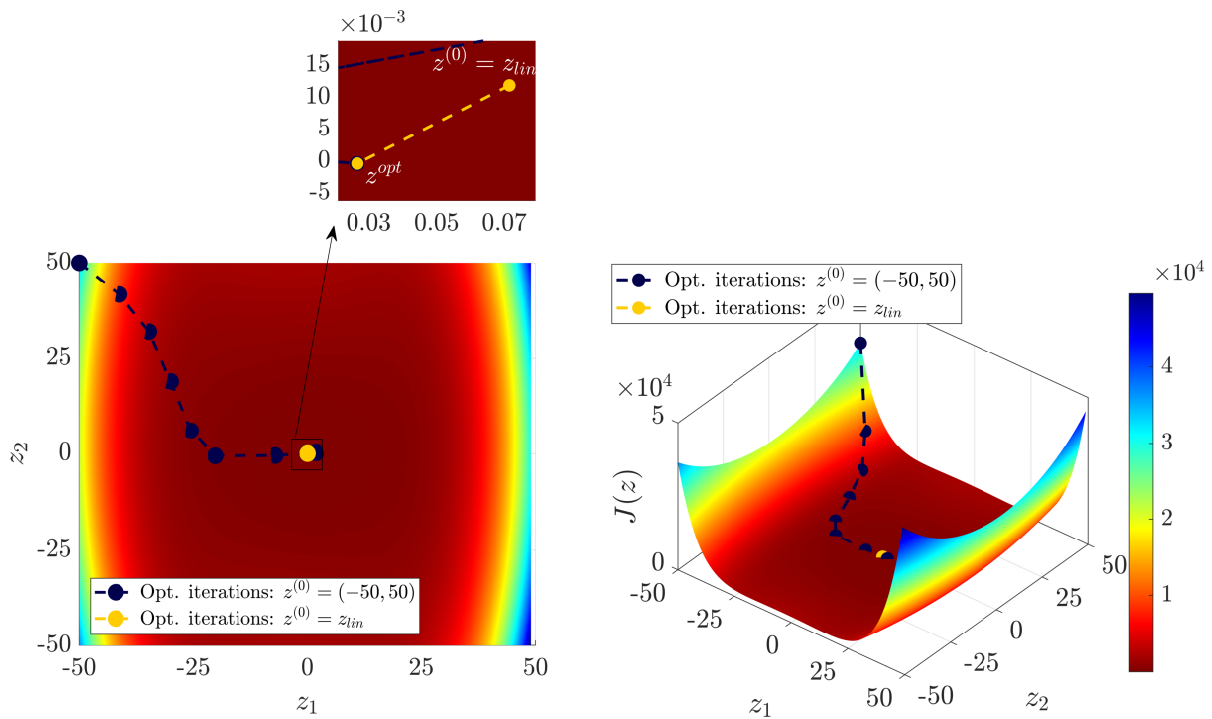 ×10⁻³
15
10
5
0
-5
z⁽⁰⁾ = z_lin
z^opt
0.03 0.05 0.07
50
25
0
-25
-50
z₂
Opt. iterations: z⁽⁰⁾ = (−50, 50)
Opt. iterations: z⁽⁰⁾ = z_lin
-50 -25 0 25 50
z₁
Opt. iterations: z⁽⁰⁾ = (−50, 50)
Opt. iterations: z⁽⁰⁾ = z_lin
×10⁴
5
0
J(z)
-50
-25
0
25
50
z₁
-50
-25
0
25
50
z₂
×10⁴
4
3
2
1